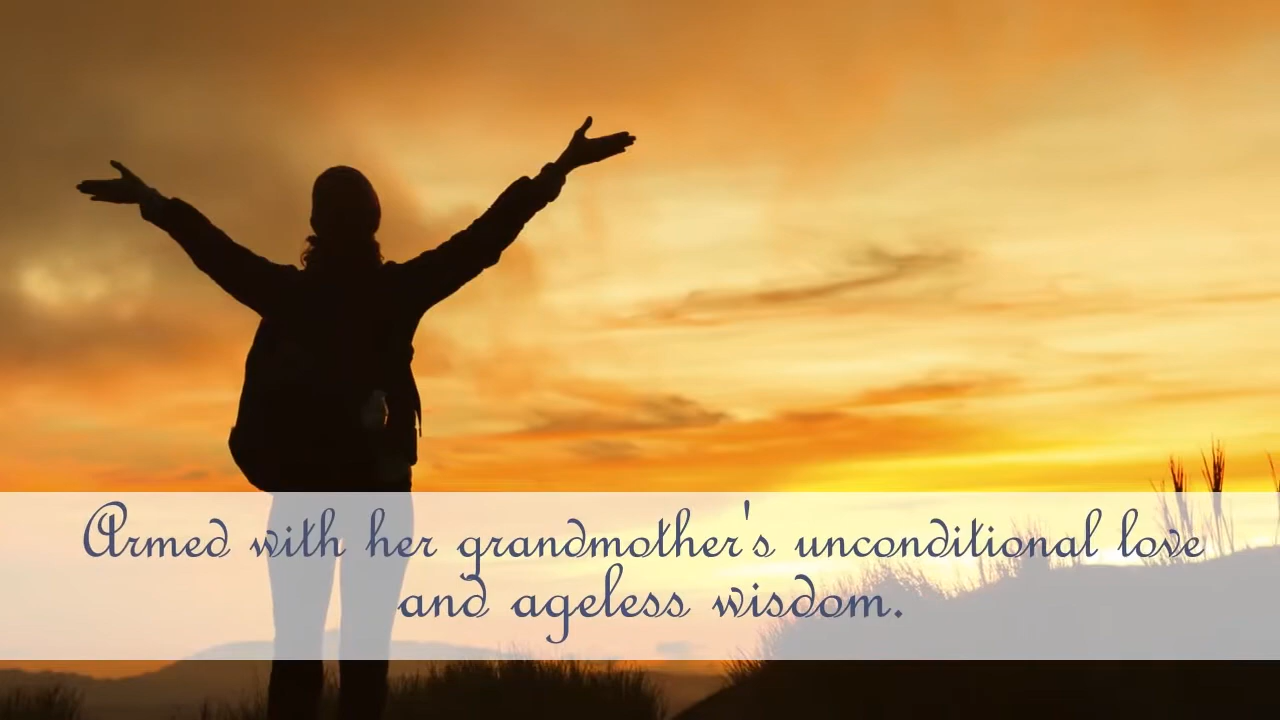 Armed with her grandmother's unconditional love
and ageless wisdom.